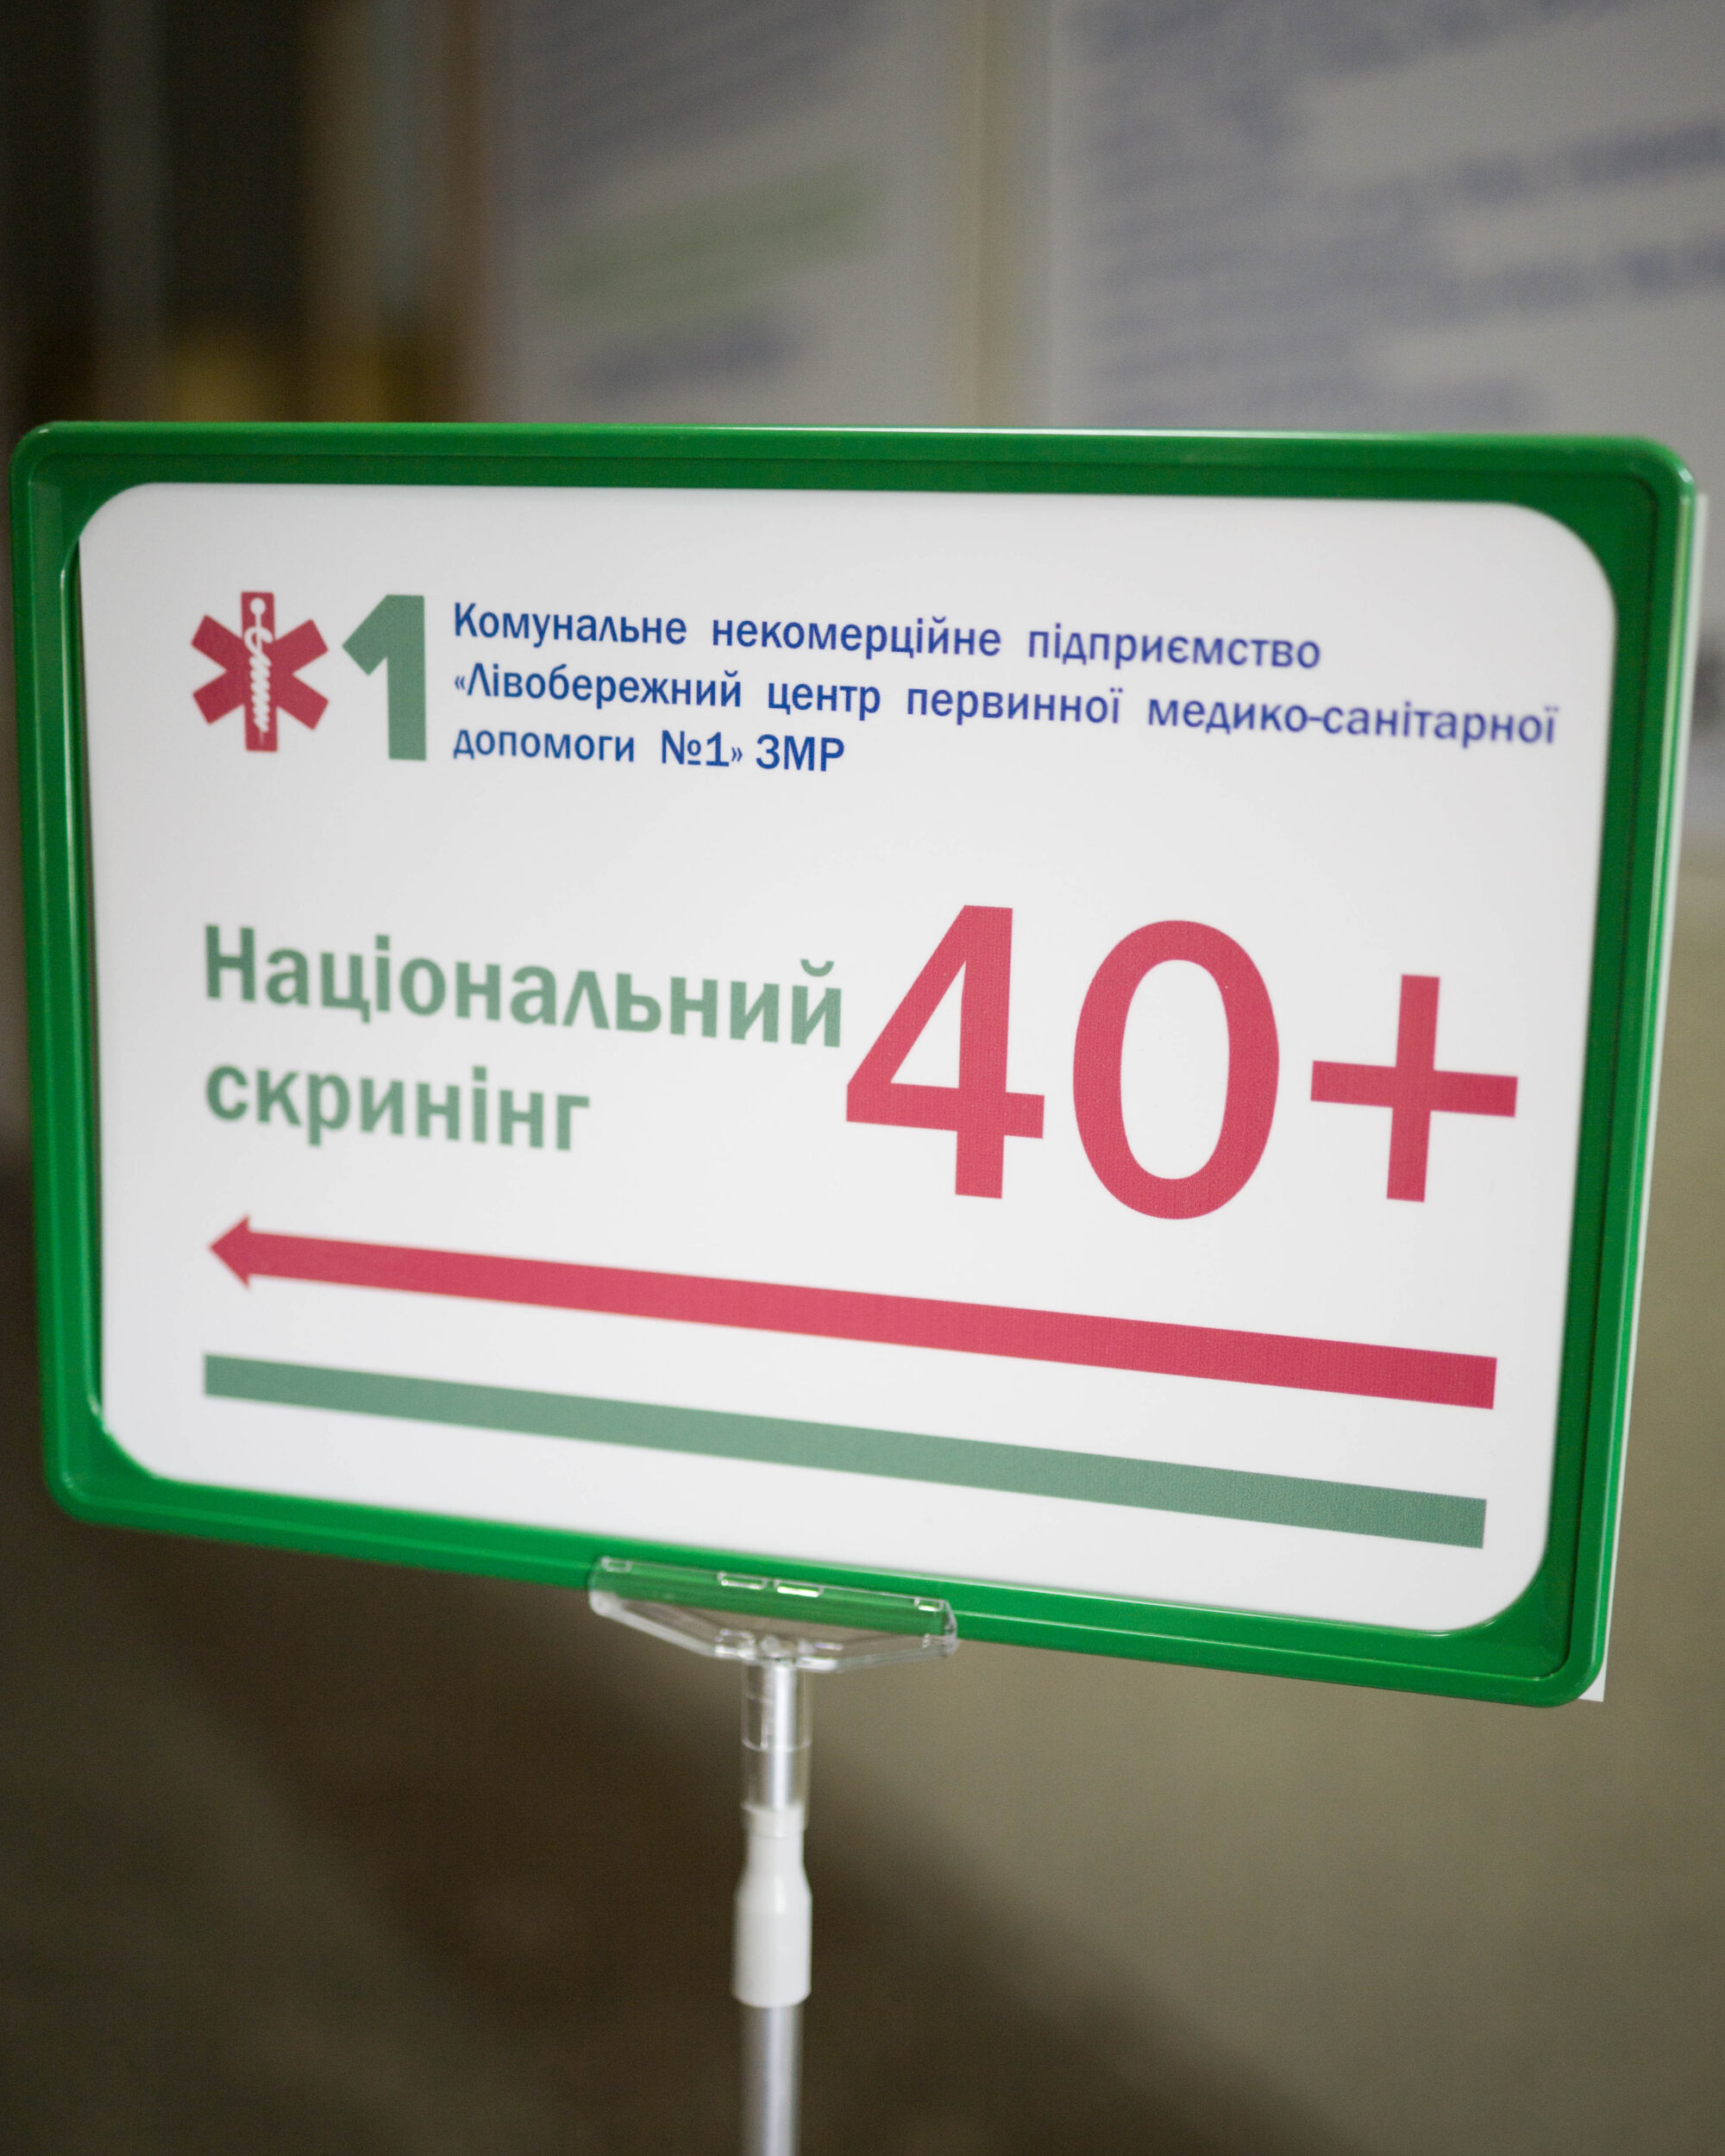 1 Комунальне некомерційне підприємство
«Лівобережний центр первинної медико-санітарної
допомоги №1» ЗМР
Національний 40+
скринінг